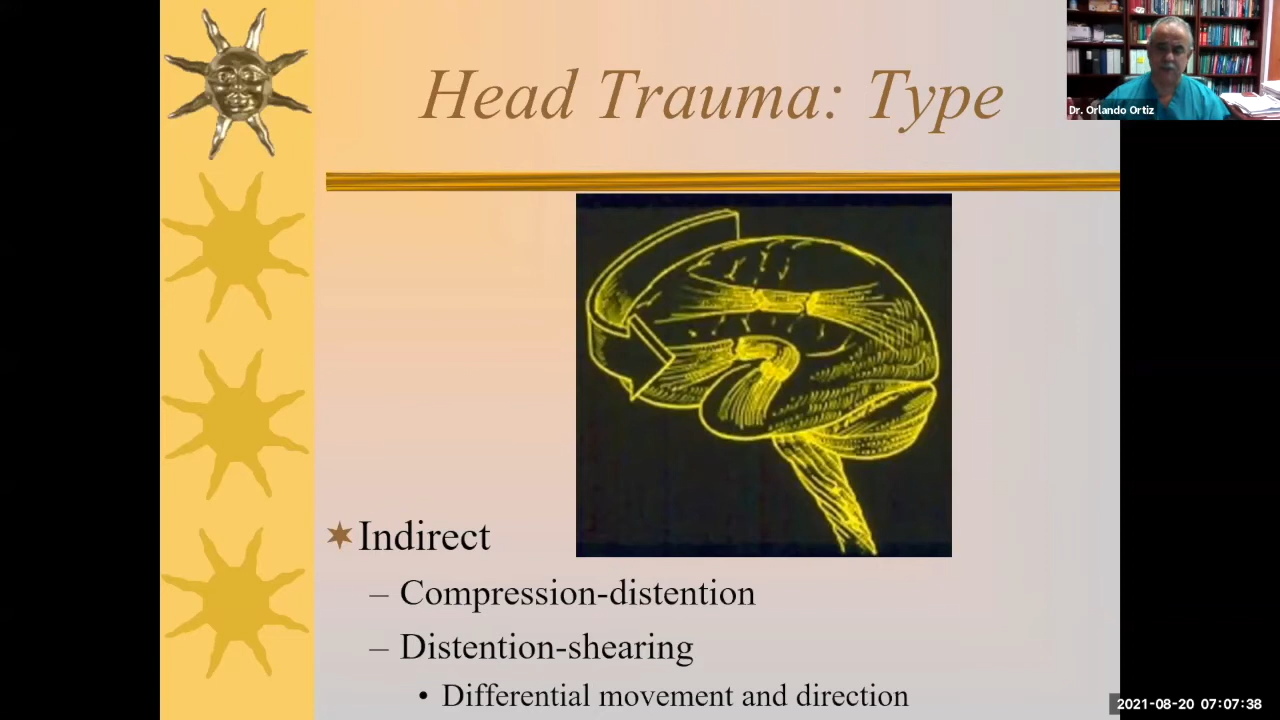 Head Trauma: Type
Dr. Orlando Ortiz
Indirect
– Compression-distention
– Distention-shearing
• Differential movement and direction
2021-08-20 07:07:38